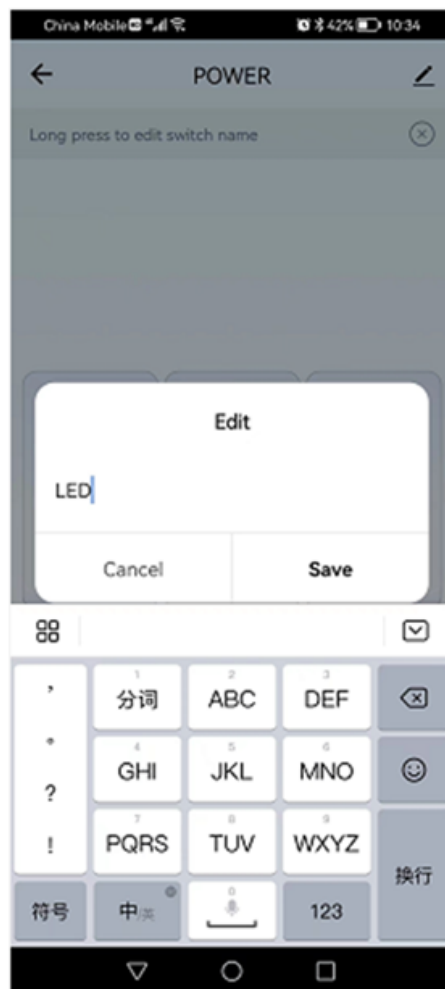 China Mobile HD 4G 42% 10:34
POWER
Long press to edit switch name
Edit
LED
Cancel
Save
，
。
?
!
1
分词
2
ABC
3
DEF
4
GHI
5
JKL
6
MNO
7
PQRS
8
TUV
9
WXYZ
换行
符号
中/英
0
123